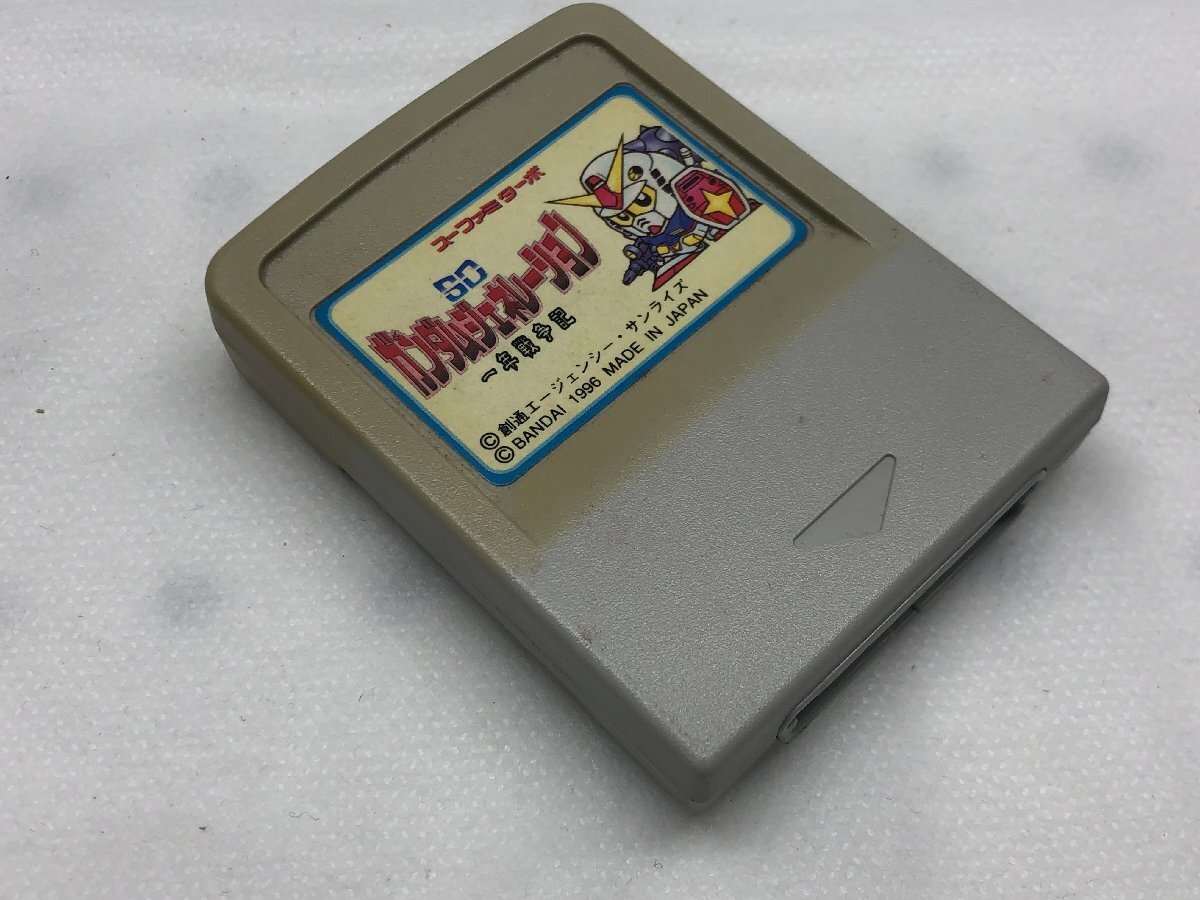 スーファミターボ
SD
ガンダムジェネレーション
一年戦争記
©創通エージェンシー・サンライズ
©BANDAI 1996 MADE IN JAPAN